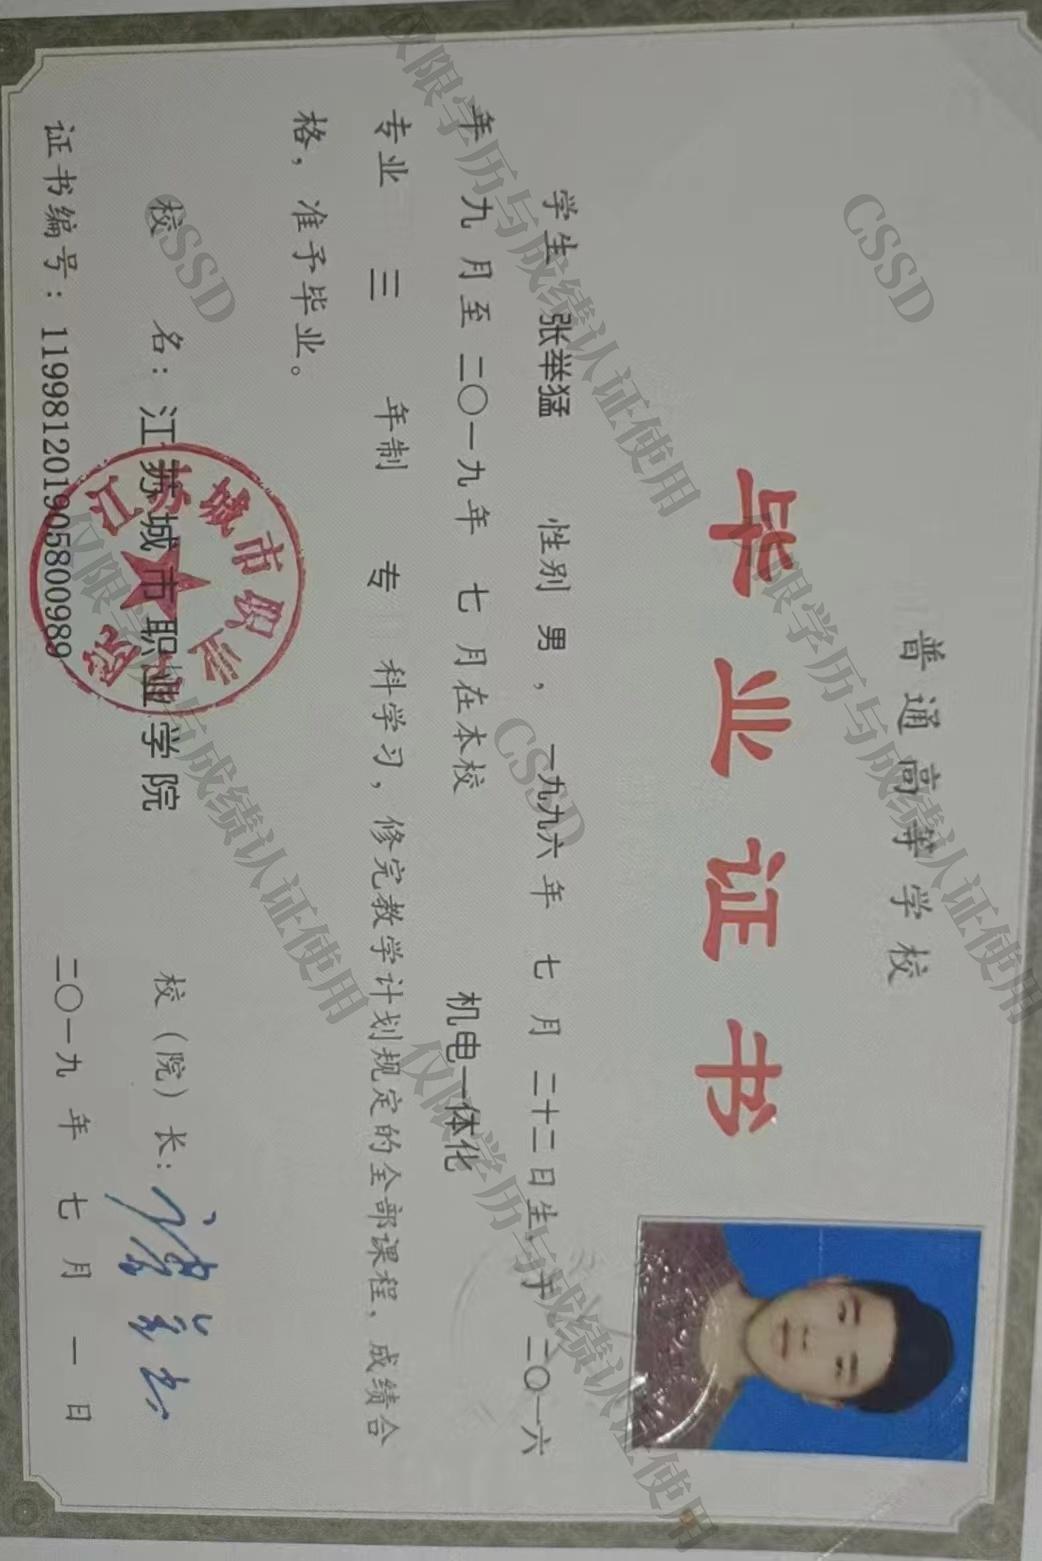 普通高等学校
毕业证书
学生 张举猛 性别 男 , 一九九六 年 七 月 二十二 日生, 于 二〇一六
年 九 月至 二〇一九 年 七 月在本校 机电一体化
专业 三 年制 专 科学习，修完教学计划规定的全部课程，成绩合
格，准予毕业。
江苏城市职业学院
校 名：江苏城市职业学院
校（院）长：
证书编号：119981201905800989
二〇一九 年 七 月 一 日
CSSD
仅限学历与成绩认证使用
仅限学历与成绩认证使用
CSSD
仅限学历与成绩认证使用
CSSD
仅限学历与成绩认证使用